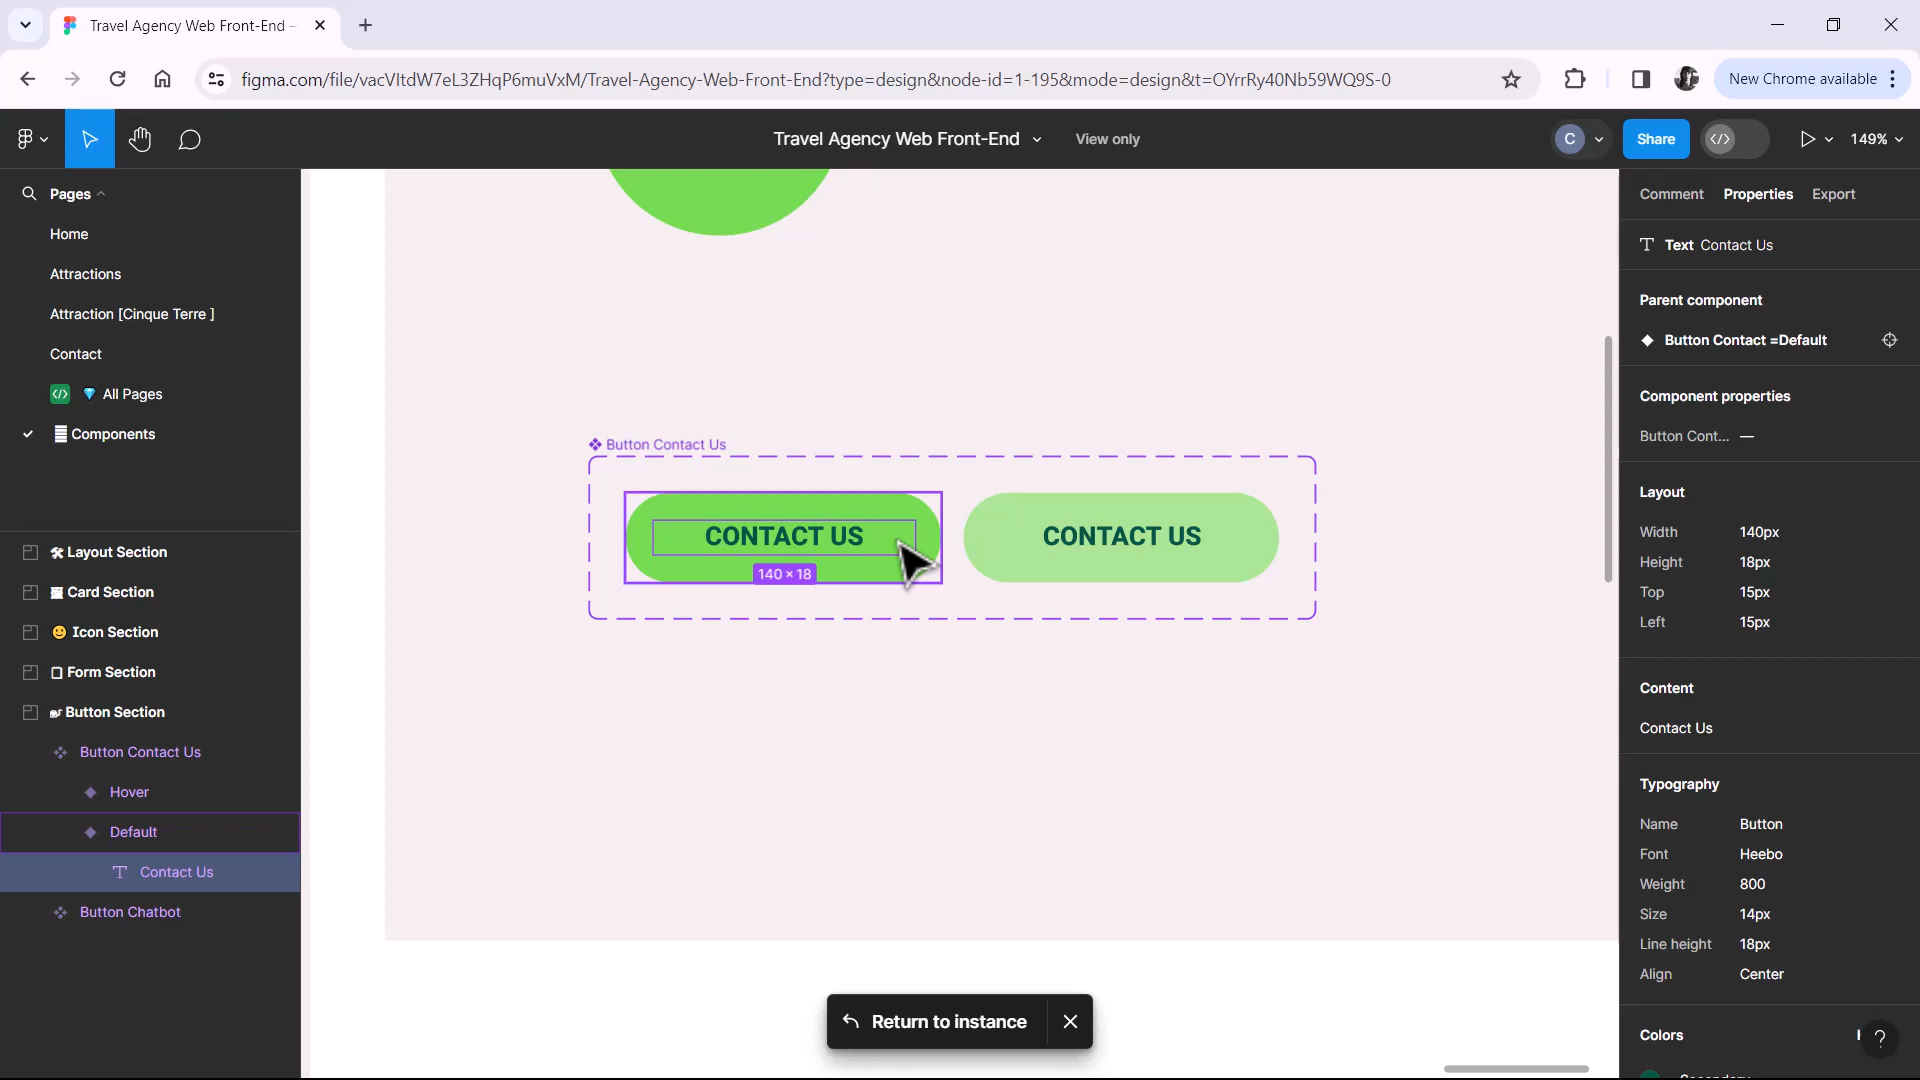 Travel Agency Web Front-End –
figma.com/file/vacVItdW7eL3ZHqP6muVxM/Travel-Agency-Web-Front-End?type=design&node-id=1-195&mode=design&t=OYrrRy40Nb59WQ9S-0
New Chrome available
Travel Agency Web Front-End
View only
C
Share
149%
Pages
Home
Attractions
Attraction [Cinque Terre ]
Contact
All Pages
Components
Layout Section
Card Section
Icon Section
Form Section
Button Section
Button Contact Us
Hover
Default
Contact Us
Button Chatbot
Button Contact Us
CONTACT US
140 × 18
CONTACT US
Return to instance
Comment
Properties
Export
Text Contact Us
Parent component
Button Contact =Default
Component properties
Button Cont... —
Layout
Width 140px
Height 18px
Top 15px
Left 15px
Content
Contact Us
Typography
Name Button
Font Heebo
Weight 800
Size 14px
Line height 18px
Align Center
Colors
?